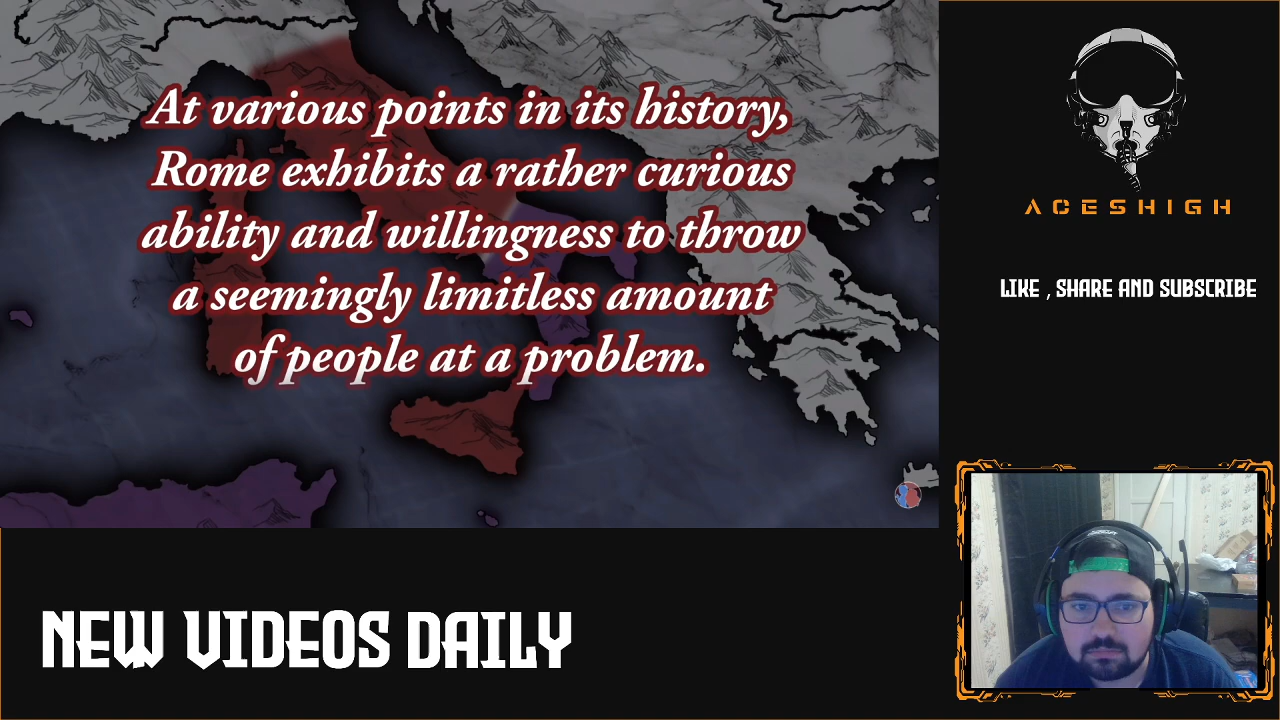 At various points in its history,
Rome exhibits a rather curious
ability and willingness to throw
a seemingly limitless amount
of people at a problem.
ACESHIGH
LIKE , SHARE AND SUBSCRIBE
NEW VIDEOS DAILY